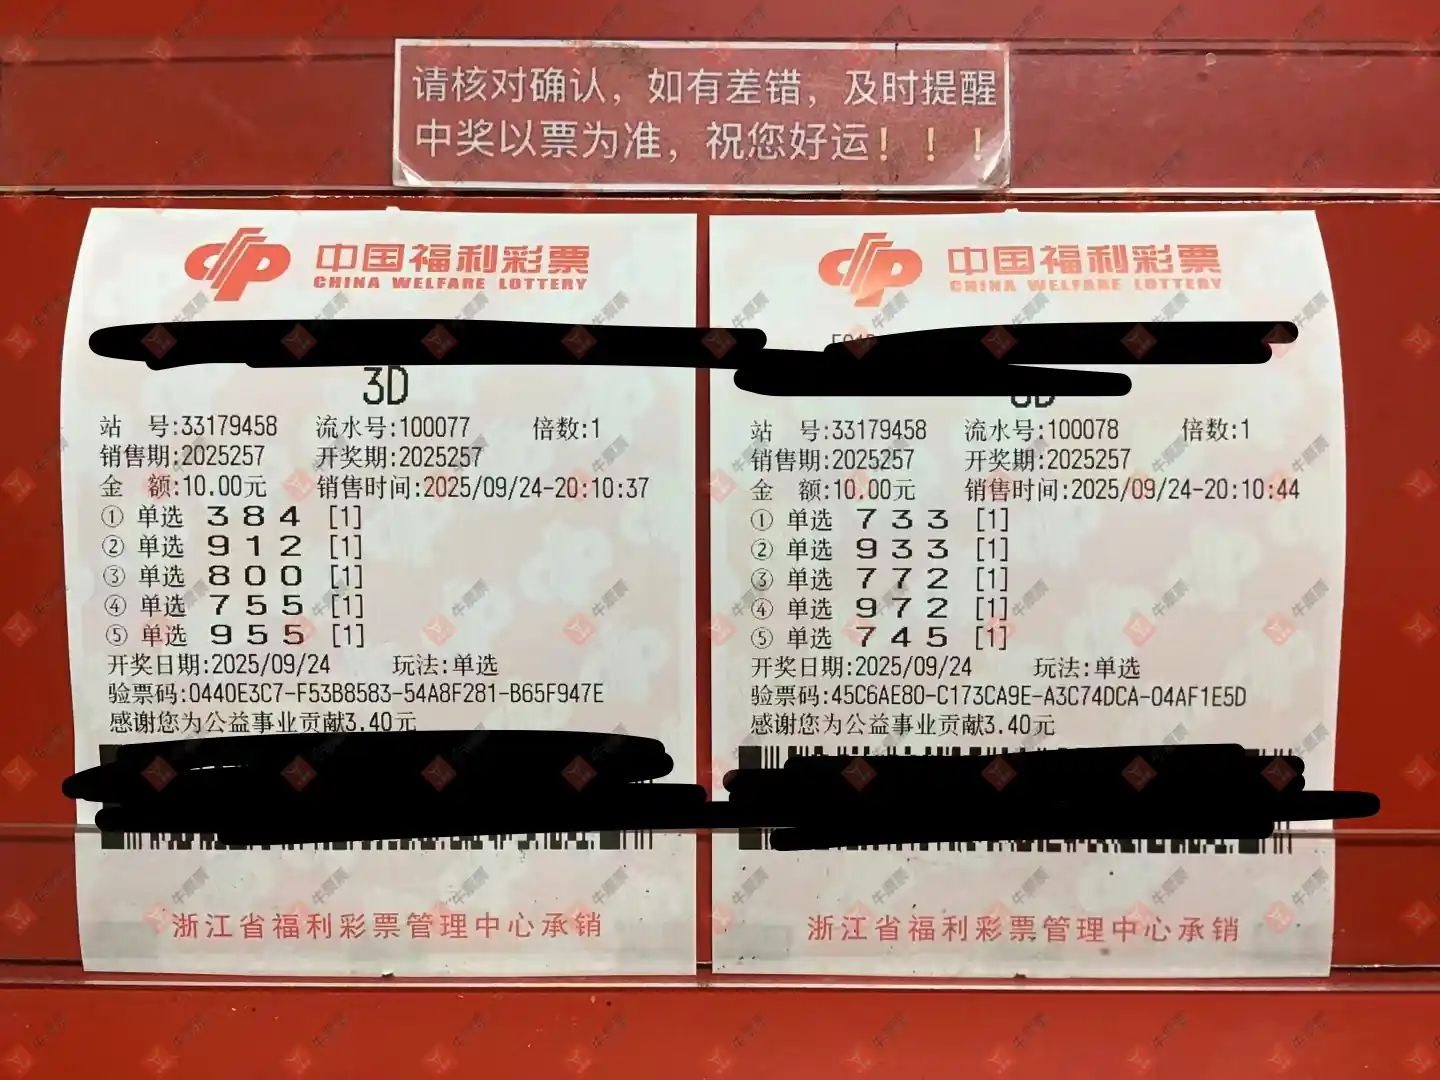 请核对确认，如有差错，及时提醒
中奖以票为准，祝您好运！！！
中国福利彩票
CHINA WELFARE LOTTERY
3D
站 号:33179458 流水号:100077 倍数:1
销售期:2025257 开奖期:2025257
金 额:10.00元 销售时间:2025/09/24-20:10:37
① 单选 3 8 4 [1]
② 单选 9 1 2 [1]
③ 单选 8 0 0 [1]
④ 单选 7 5 5 [1]
⑤ 单选 9 5 5 [1]
开奖日期:2025/09/24 玩法:单选
验票码:0440E3C7-F53B8583-54A8F281-B65F947E
感谢您为公益事业贡献3.40元
浙江省福利彩票管理中心承销
中国福利彩票
CHINA WELFARE LOTTERY
站 号:33179458 流水号:100078 倍数:1
销售期:2025257 开奖期:2025257
金 额:10.00元 销售时间:2025/09/24-20:10:44
① 单选 7 3 3 [1]
② 单选 9 3 3 [1]
③ 单选 7 7 2 [1]
④ 单选 9 7 2 [1]
⑤ 单选 7 4 5 [1]
开奖日期:2025/09/24 玩法:单选
验票码:45C6AE80-C173CA9E-A3C74DCA-04AF1E5D
感谢您为公益事业贡献3.40元
浙江省福利彩票管理中心承销